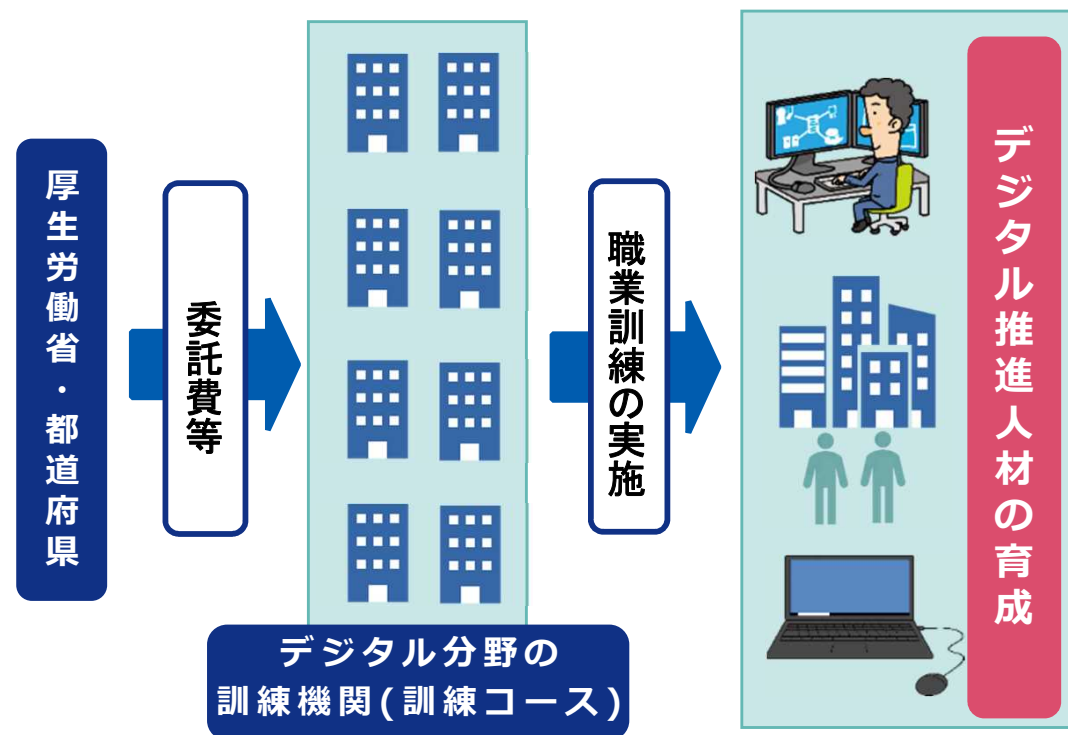 厚生労働省・都道府県
委託費等
デジタル分野の
訓練機関(訓練コース)
職業訓練の実施
デジタル推進人材の育成